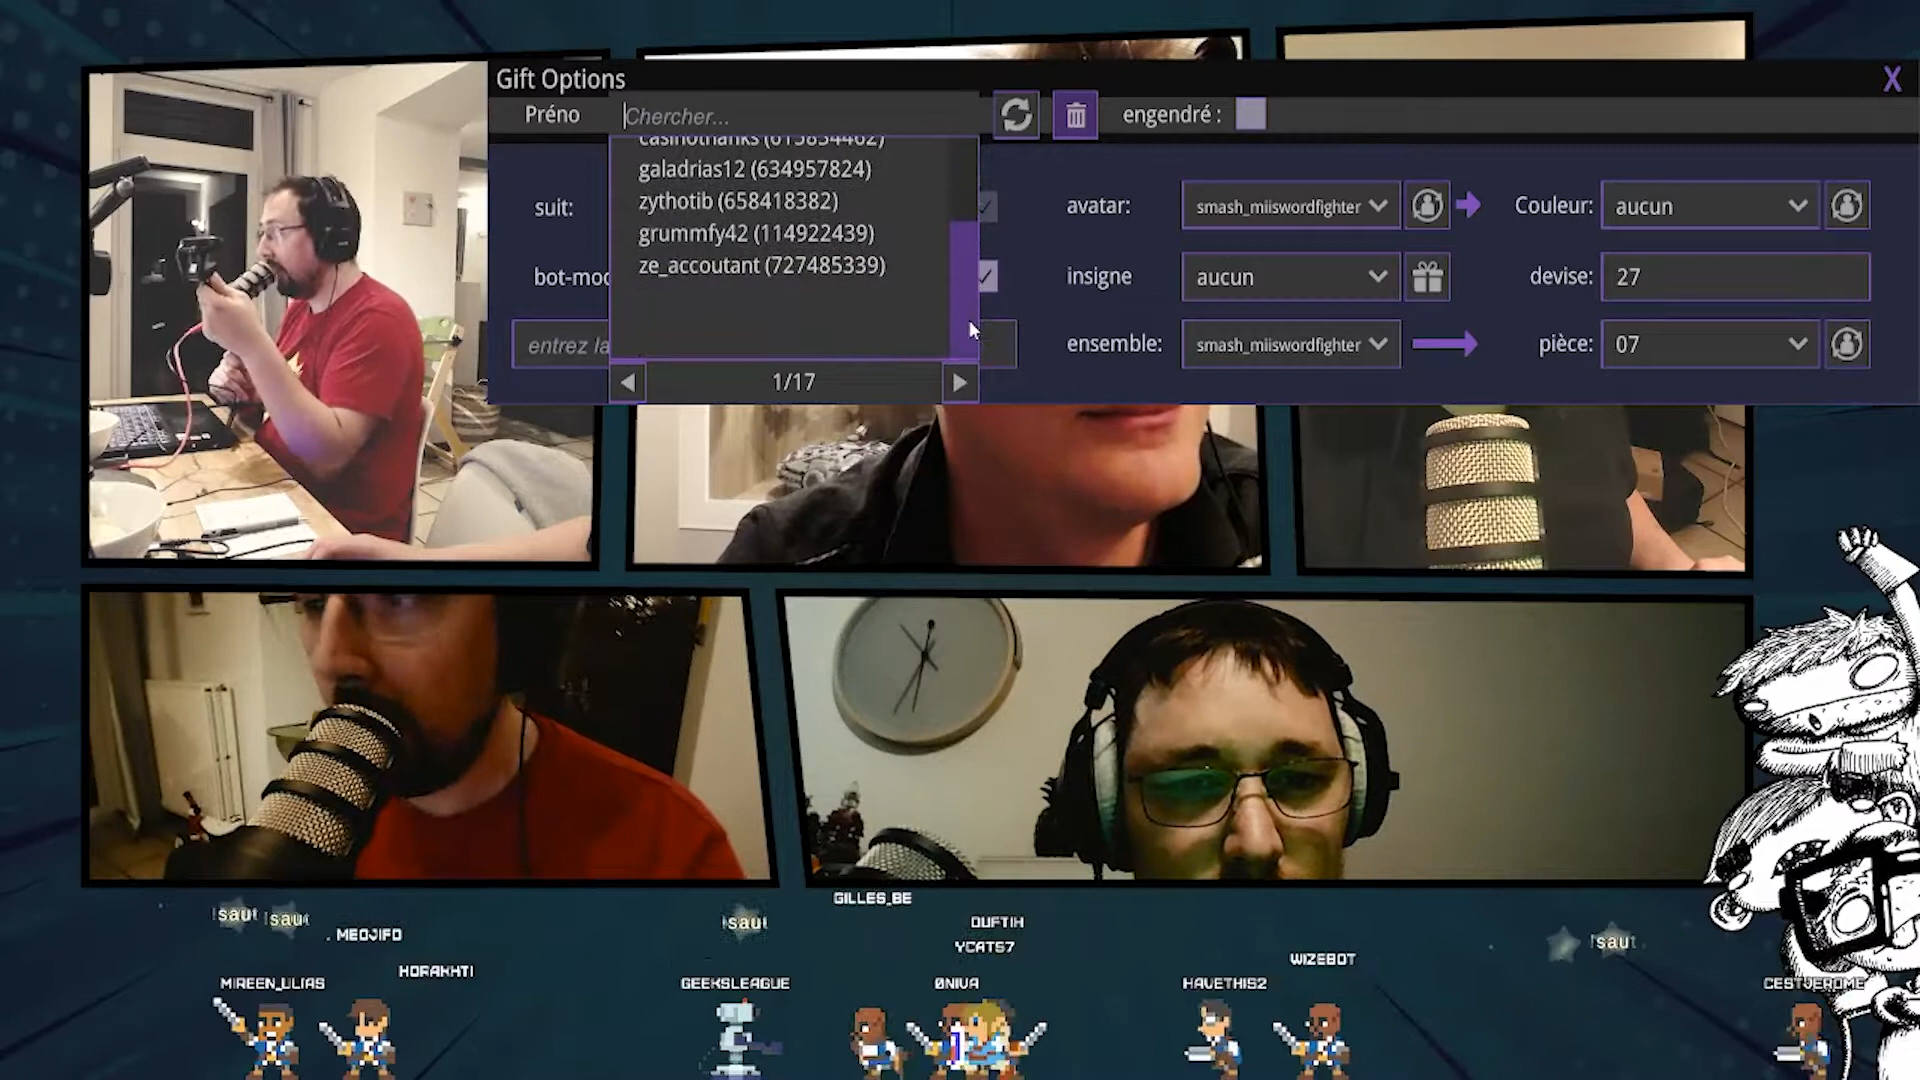 Gift Options
X
Préno
Chercher...
engendré :
galadrias12 (634957824)
zythotib (658418382)
grummfy42 (114922439)
ze_accoutant (727485339)
1/17
suit:
avatar:
smash_miiswordfighter
Couleur:
aucun
bot-mod
insigne
aucun
devise:
27
entrez la
ensemble:
smash_miiswordfighter
pièce:
07
GILLES_BE
!saut
!saut
!saut
OUFTIH
. MEDJIFO
YCAT57
!saut
WIZEBOT
HORAKHTI
MIREEN_ULIAS
GEEKSLEAGUE
ØNIVA
HAVETHIS2
CESTJEROME